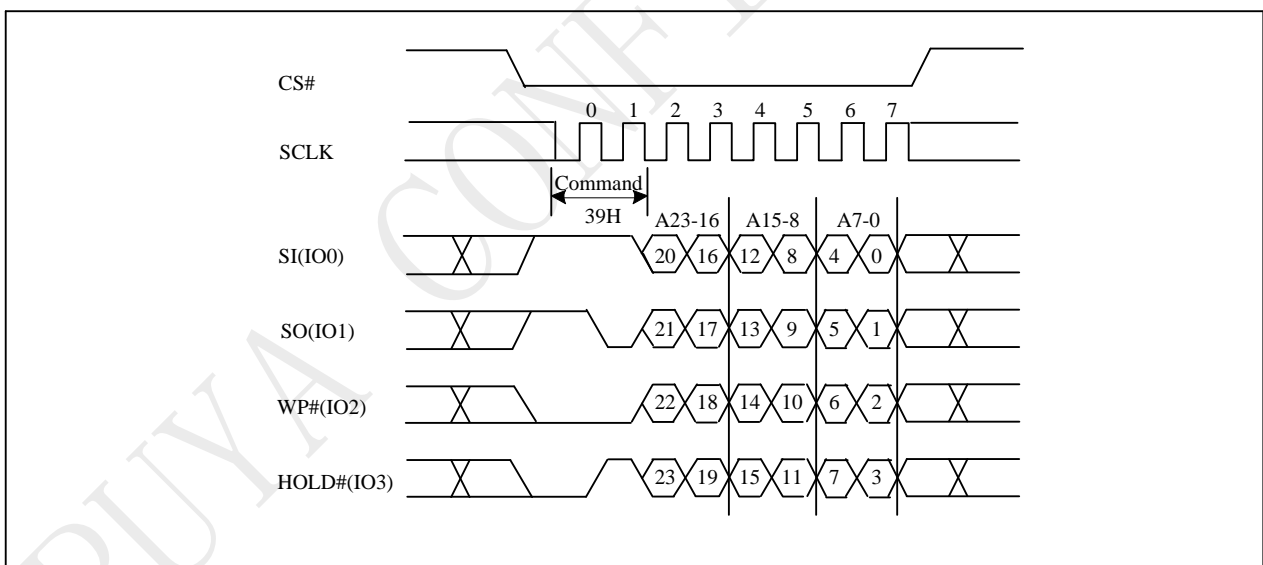 PUYA CONF
CS#
0 1 2 3 4 5 6 7
SCLK
Command
39H
A23-16 A15-8 A7-0
SI(IO0) 20 16 12 8 4 0
SO(IO1) 21 17 13 9 5 1
WP#(IO2) 22 18 14 10 6 2
HOLD#(IO3) 23 19 15 11 7 3